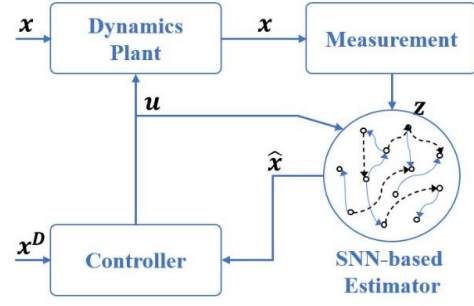 Dynamics
Plant
Measurement
x
x
u
z
x̂
x^D
Controller
SNN-based
Estimator